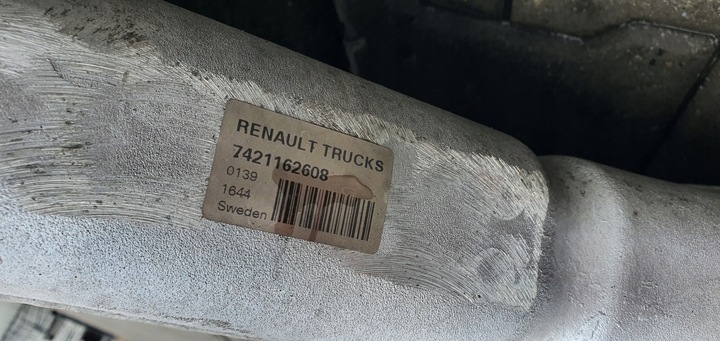 RENAULT TRUCKS
7421162608
0139
1644
Sweden